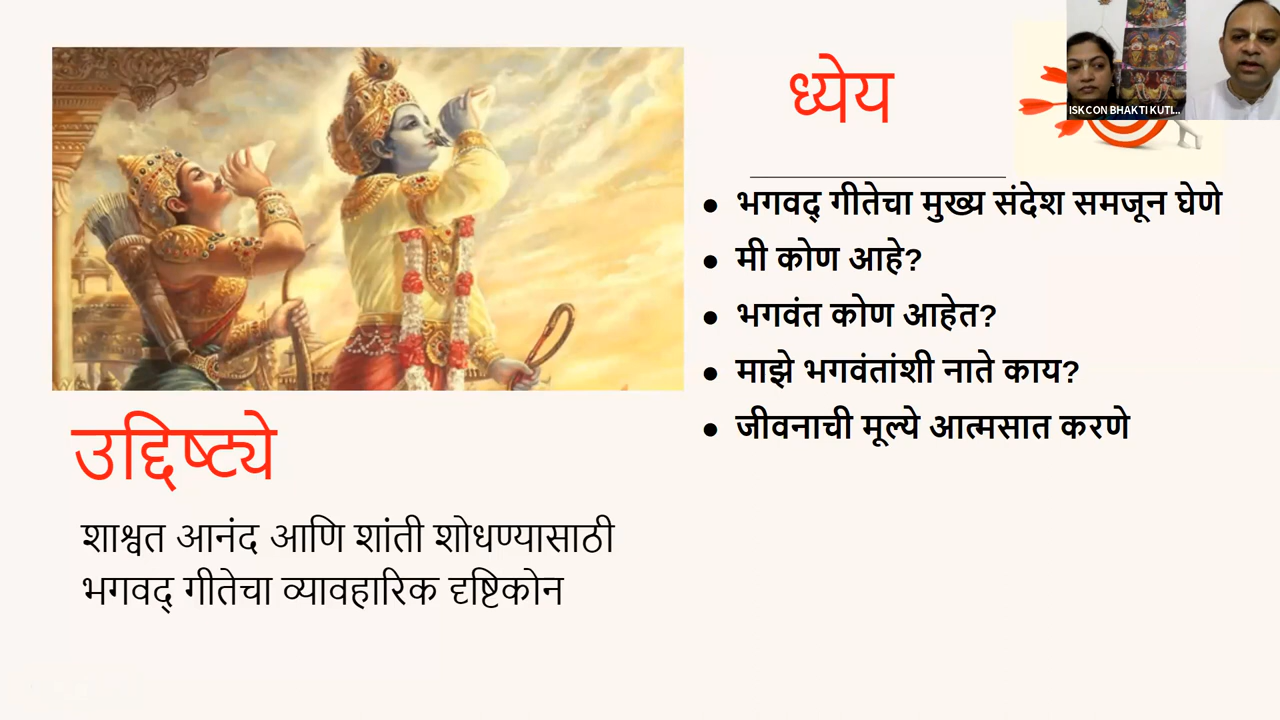 ध्येय
ISKCON BHAKTI KUTI...
भगवद् गीतेचा मुख्य संदेश समजून घेणे
मी कोण आहे?
भगवंत कोण आहेत?
माझे भगवंतांशी नाते काय?
जीवनाची मूल्ये आत्मसात करणे
उद्दिष्ट्ये
शाश्वत आनंद आणि शांती शोधण्यासाठी
भगवद् गीतेचा व्यावहारिक दृष्टिकोन